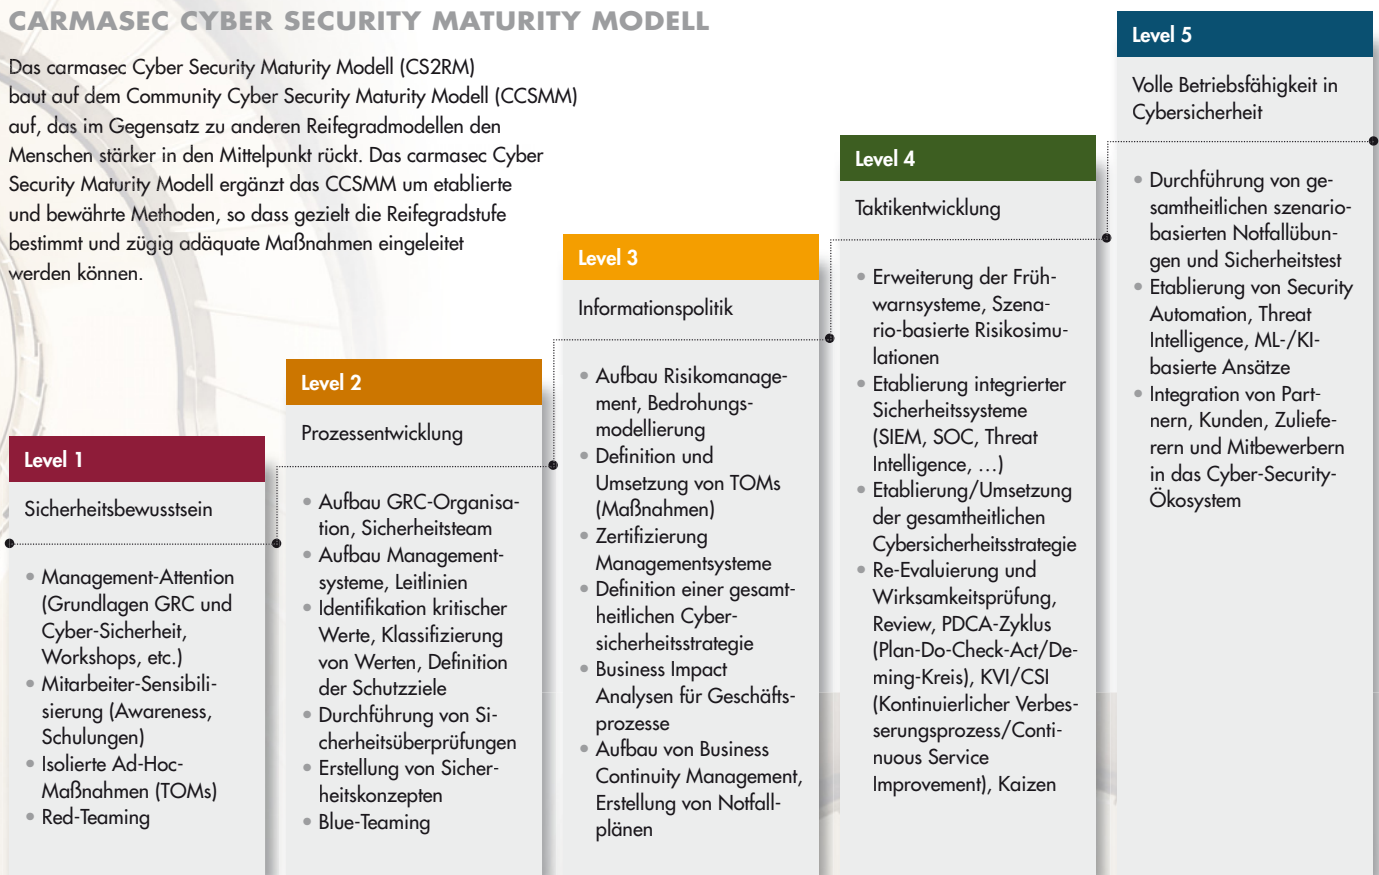 CARMASEC CYBER SECURITY MATURITY MODELL
Das carmasec Cyber Security Maturity Modell (CS2RM)
baut auf dem Community Cyber Security Maturity Modell (CCSMM)
auf, das im Gegensatz zu anderen Reifegradmodellen den
Menschen stärker in den Mittelpunkt rückt. Das carmasec Cyber
Security Maturity Modell ergänzt das CCSMM um etablierte
und bewährte Methoden, so dass gezielt die Reifegradstufe
bestimmt und zügig adäquate Maßnahmen eingeleitet
werden können.
Level 1
Sicherheitsbewusstsein
• Management-Attention
(Grundlagen GRC und
Cyber-Sicherheit,
Workshops, etc.)
• Mitarbeiter-Sensibili-
sierung (Awareness,
Schulungen)
• Isolierte Ad-Hoc-
Maßnahmen (TOMs)
• Red-Teaming
Level 2
Prozessentwicklung
• Aufbau GRC-Organisa-
tion, Sicherheitsteam
• Aufbau Management-
systeme, Leitlinien
• Identifikation kritischer
Werte, Klassifizierung
von Werten, Definition
der Schutzziele
• Durchführung von Si-
cherheitsüberprüfungen
• Erstellung von Sicher-
heitskonzepten
• Blue-Teaming
Level 3
Informationspolitik
• Aufbau Risikomanage-
ment, Bedrohungs-
modellierung
• Definition und
Umsetzung von TOMs
(Maßnahmen)
• Zertifizierung
Managementsysteme
• Definition einer gesamt-
heitlichen Cyber-
sicherheitsstrategie
• Business Impact
Analysen für Geschäfts-
prozesse
• Aufbau von Business
Continuity Management,
Erstellung von Notfall-
plänen
Level 4
Taktikentwicklung
• Erweiterung der Früh-
warnsysteme, Szena-
rio-basierte Risikosimu-
lationen
• Etablierung integrierter
Sicherheitssysteme
(SIEM, SOC, Threat
Intelligence, …)
• Etablierung/Umsetzung
der gesamtheitlichen
Cybersicherheitsstrategie
• Re-Evaluierung und
Wirksamkeitsprüfung,
Review, PDCA-Zyklus
(Plan-Do-Check-Act/De-
ming-Kreis), KVI/CSI
(Kontinuierlicher Verbes-
serungsprozess/Conti-
nuous Service
Improvement), Kaizen
Level 5
Volle Betriebsfähigkeit in
Cybersicherheit
• Durchführung von ge-
samtheitlichen szenario-
basierten Notfallübun-
gen und Sicherheitstest
• Etablierung von Security
Automation, Threat
Intelligence, ML-/KI-
basierte Ansätze
• Integration von Part-
nern, Kunden, Zuliefe-
rern und Mitbewerbern
in das Cyber-Security-
Ökosystem